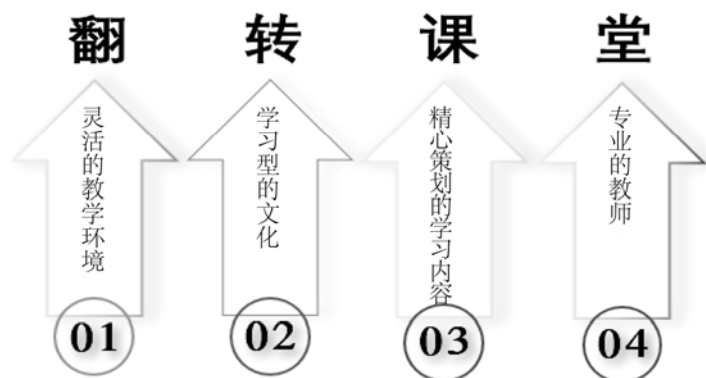 翻转课堂
灵活的教学环境
学习型的文化
精心策划的学习内容
专业的教师
01
02
03
04